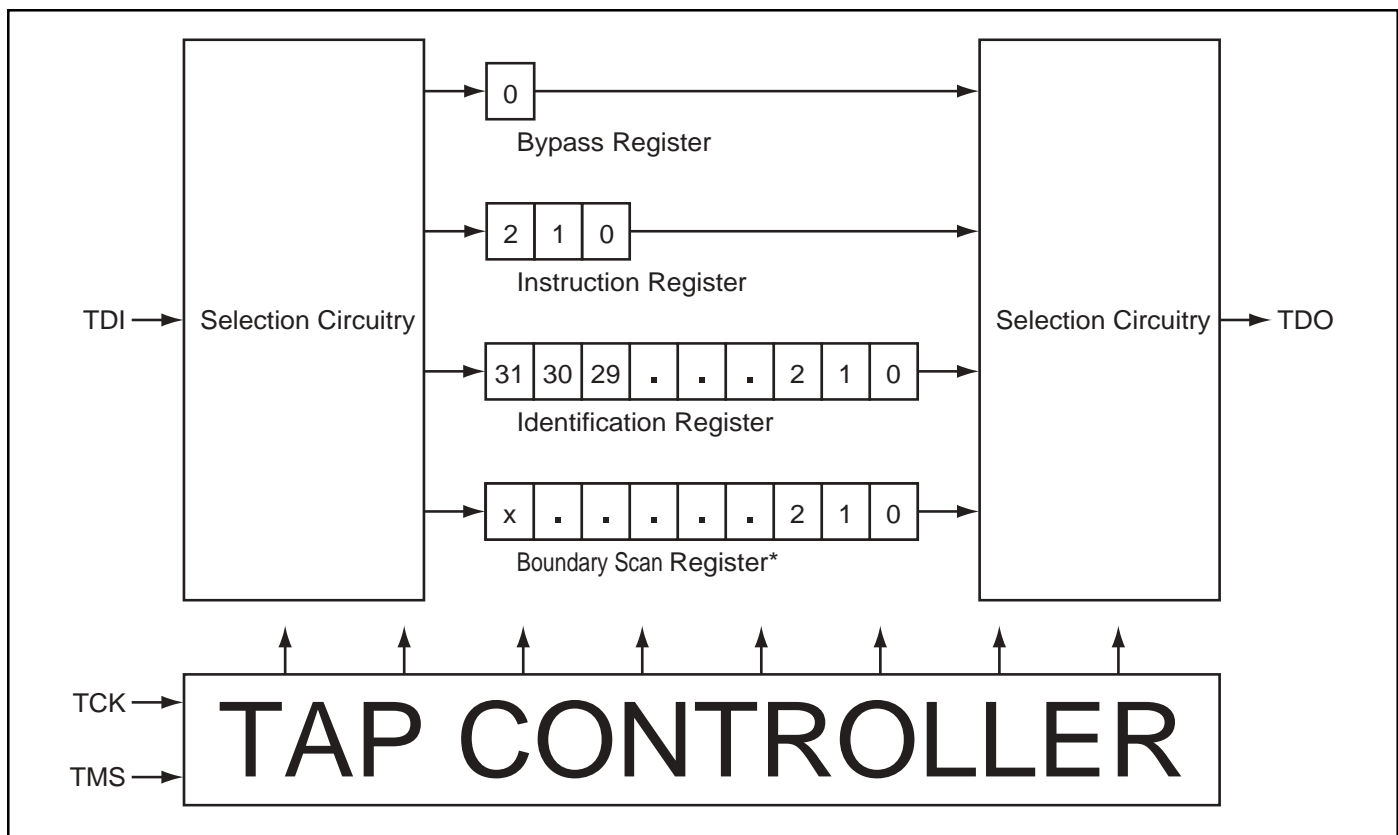 0
Bypass Register
2 1 0
Instruction Register
TDI Selection Circuitry Selection Circuitry TDO
31 30 29 . . . 2 1 0
Identification Register
x . . . . . 2 1 0
Boundary Scan Register*
TCK
TAP CONTROLLER
TMS